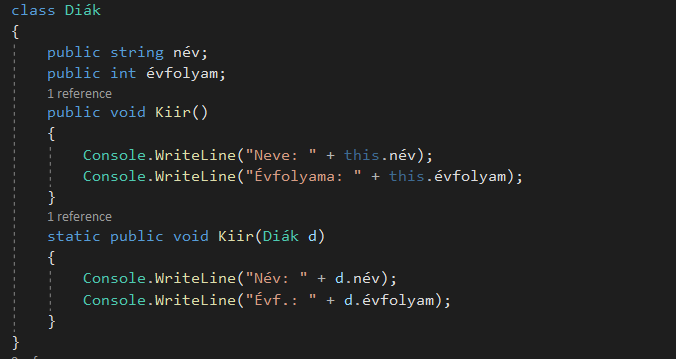 class Diák
{
public string név;
public int évfolyam;
1 reference
public void Kiir()
{
Console.WriteLine("Neve: " + this.név);
Console.WriteLine("Évfolyama: " + this.évfolyam);
}
1 reference
static public void Kiir(Diák d)
{
Console.WriteLine("Név: " + d.név);
Console.WriteLine("Évf.: " + d.évfolyam);
}
}